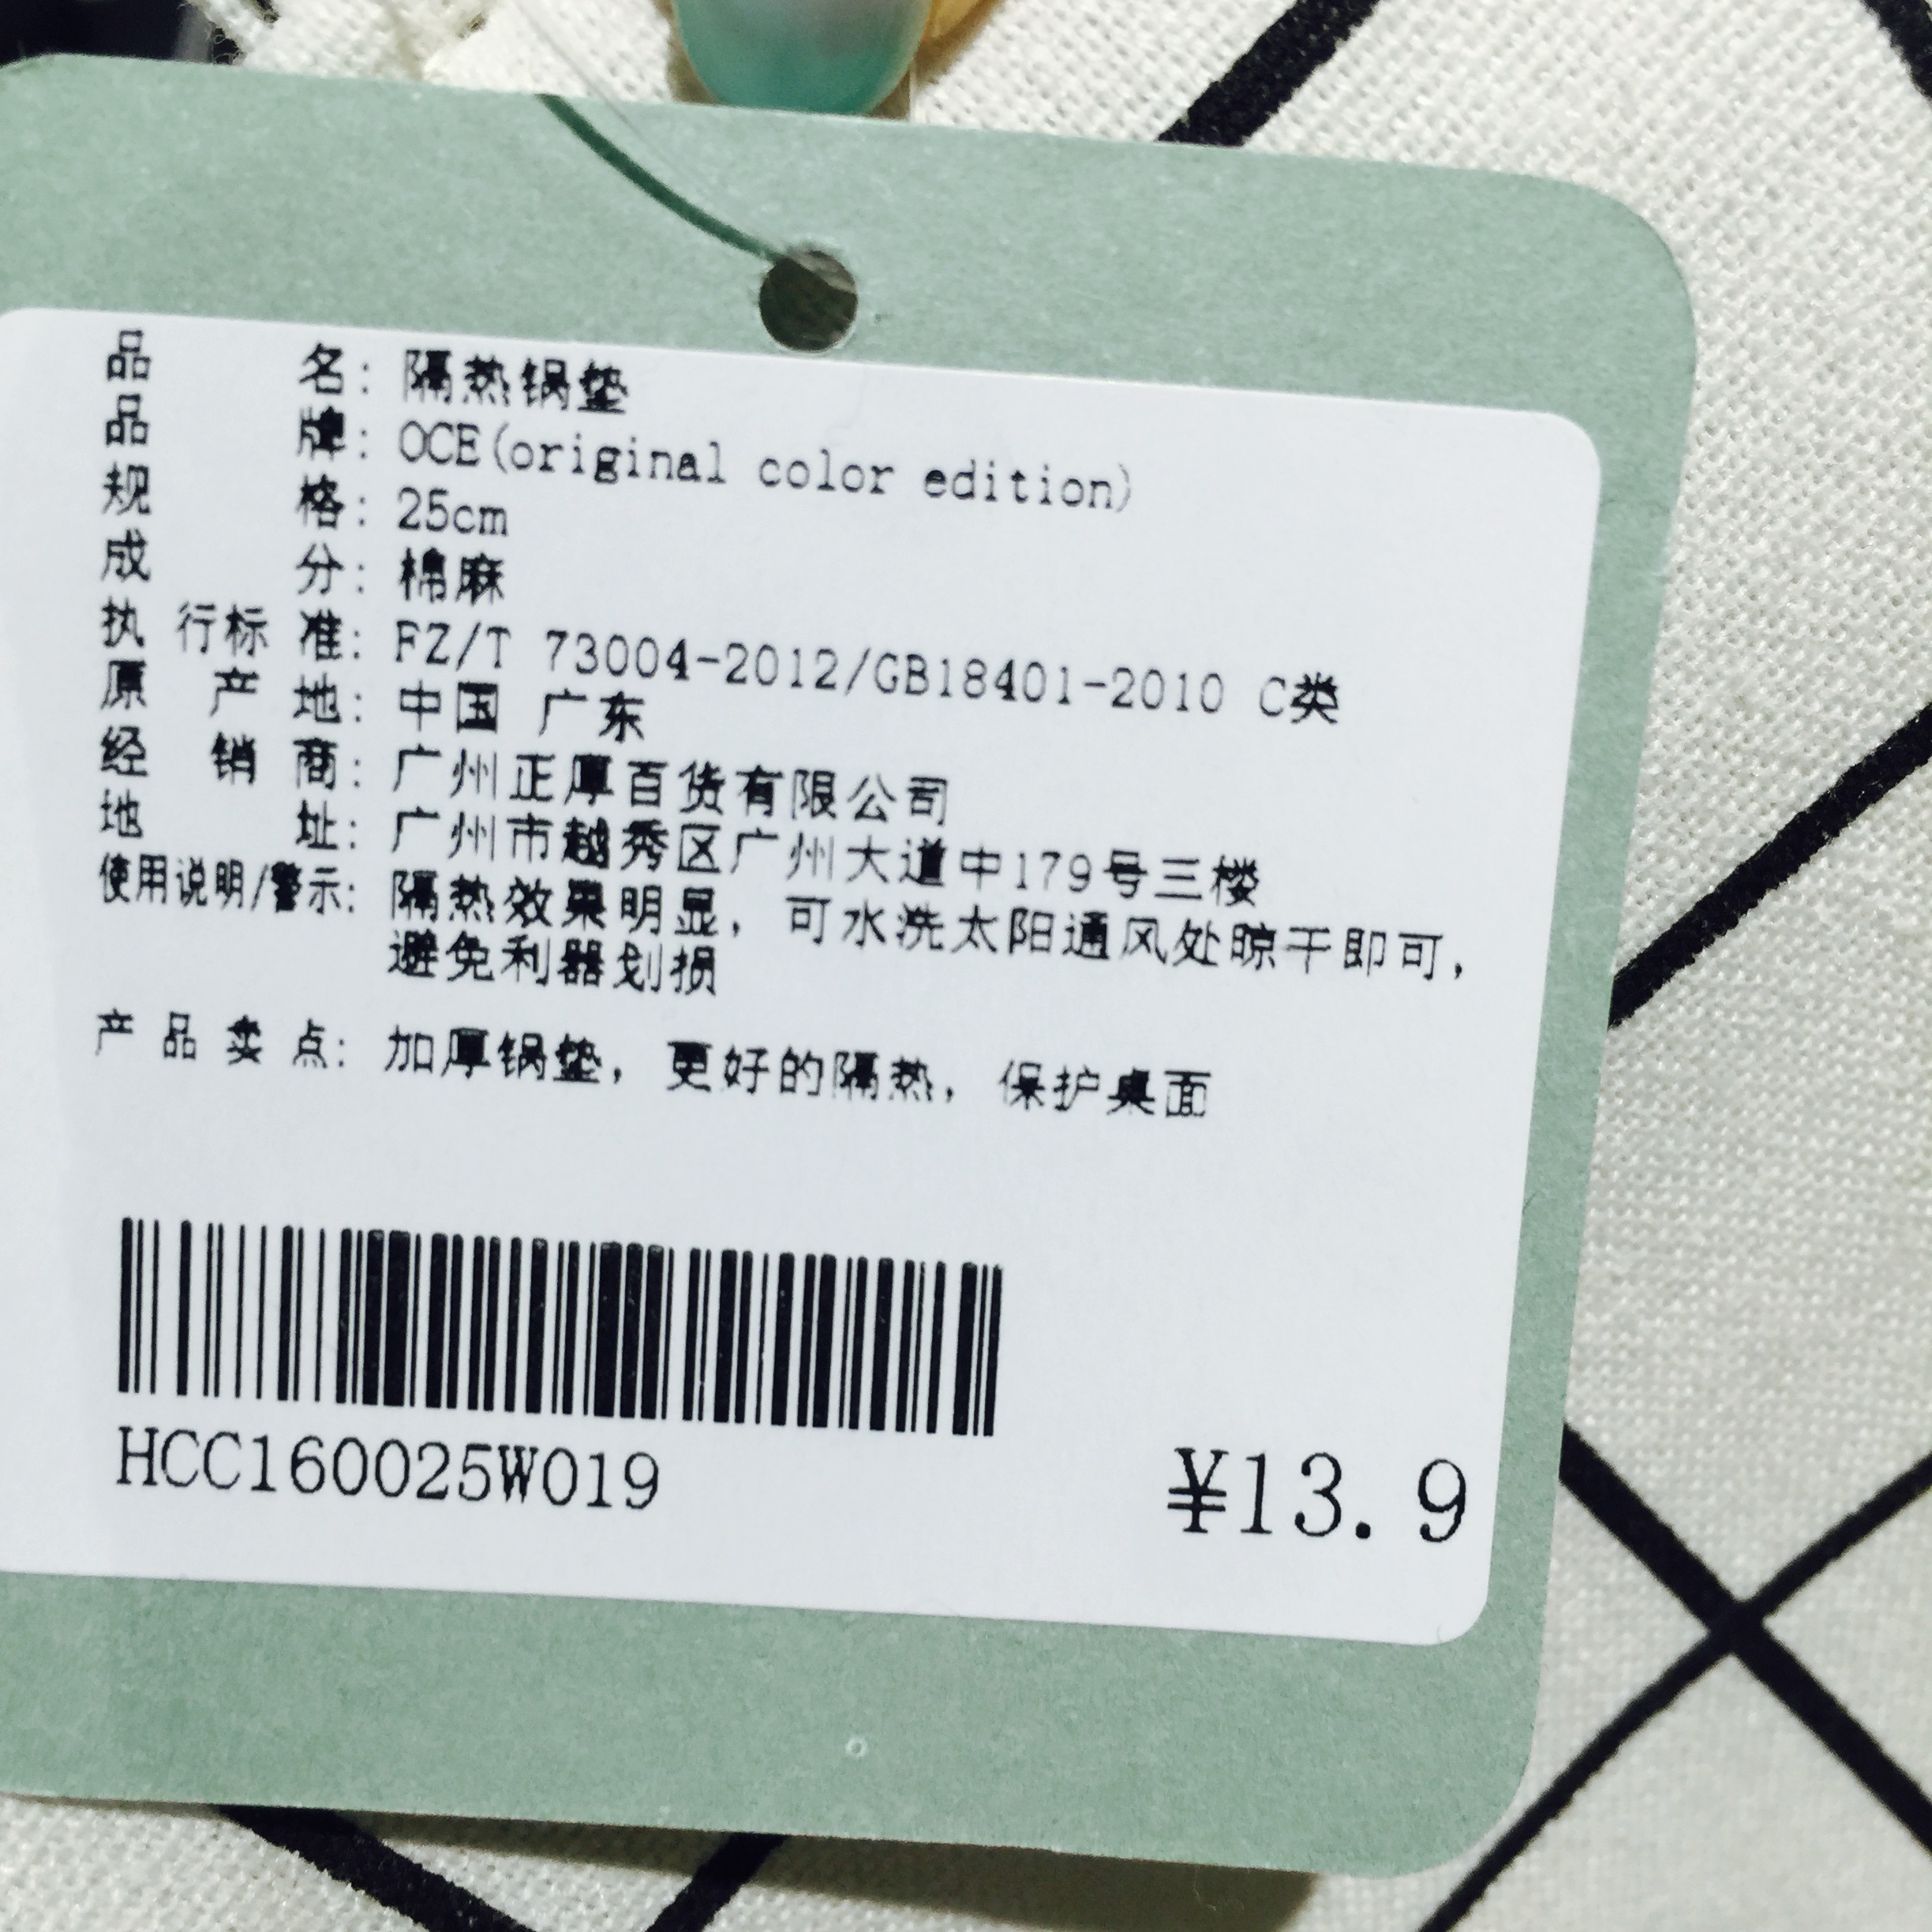 品名：隔热锅垫
品牌：OCE(original color edition)
规格：25cm
成分：棉麻
执行标准：FZ/T 73004-2012/GB18401-2010 C类
原产地：中国 广东
经销商：广州正厚百货有限公司
地址：广州市越秀区广州大道中179号三楼
使用说明/警示：隔热效果明显，可水洗太阳通风处晾干即可，
避免利器划损
产品卖点：加厚锅垫，更好的隔热，保护桌面
HCC160025W019
¥13.9